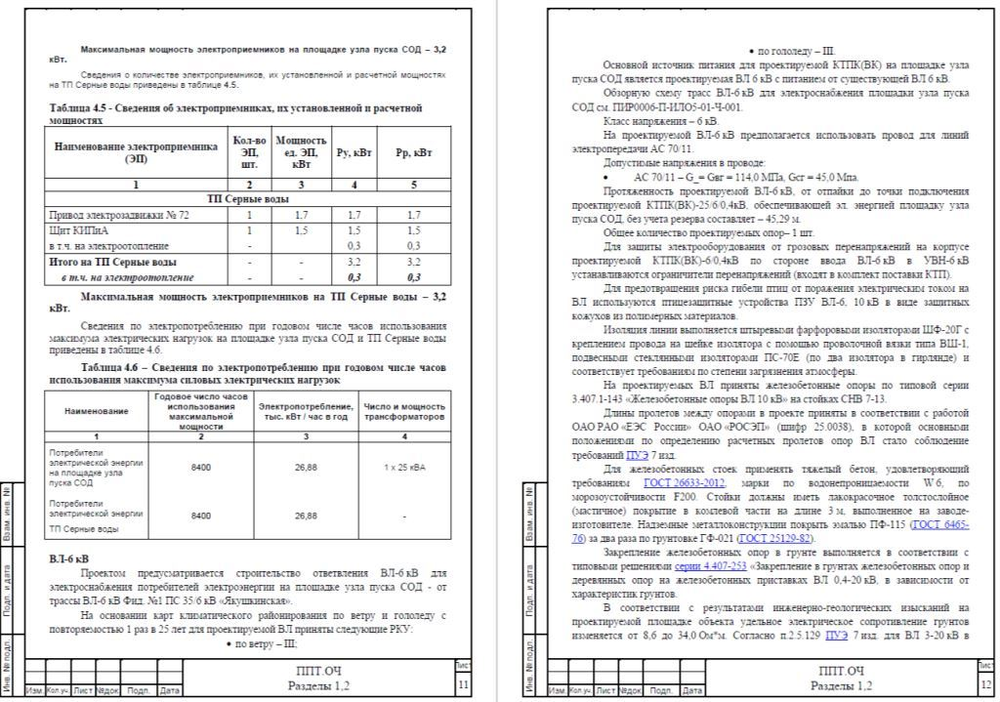 Максимальная мощность электроприемников на площадке узла пуска СОД – 3,2
кВт.
Сведения о количестве электроприемников, их установленной и расчетной мощностях
на ТП Серные воды приведены в таблице 4.5.
Таблица 4.5 - Сведения об электроприемниках, их установленной и расчетной
мощностях
Наименование электроприемника (ЭП) Кол-во ЭП, шт. Мощность ед. ЭП, кВт Ру, кВт Рр, кВт
1 2 3 4 5
ТП Серные воды
Привод электрозадвижки № 72 1 1,7 1,7 1,7
Щит КИПиА 1 1,5 1,5 1,5
в т.ч. на электроотопление - 0,3 0,3
Итого на ТП Серные воды - - 3,2 3,2
в т.ч. на электроотопление - - 0,3 0,3
Максимальная мощность электроприемников на ТП Серные воды – 3,2
кВт.
Сведения по электропотреблению при годовом числе часов использования
максимума электрических нагрузок на площадке узла пуска СОД и ТП Серные воды
приведены в таблице 4.6.
Таблица 4.6 – Сведения по электропотреблению при годовом числе часов
использования максимума силовых электрических нагрузок
Наименование Годовое число часов использования максимальной мощности Электропотребление, тыс. кВт / час в год Число и мощность трансформаторов
1 2 3 4
Потребители
электрической энергии
на площадке узла
пуска СОД
8400 26,88 1 х 25 кВА
Потребители
электрической энергии
ТП Серные воды
8400 26,88 -
ВЛ-6 кВ
Проектом предусматривается строительство ответвления ВЛ-6 кВ для
электроснабжения потребителей электроэнергии на площадке узла пуска СОД - от
трассы ВЛ-6 кВ Фид. №1 ПС 35/6 кВ «Якушкинская».
На основании карт климатического районирования по ветру и гололеду с
повторяемостью 1 раз в 25 лет для проектируемой ВЛ приняты следующие РКУ:
• по ветру – III;
Взам. инв. №
Подп. и дата
Инв. № подл.
Изм. Кол.уч. Лист №док. Подп. Дата
ППТ.ОЧ
Разделы 1,2
Лист
11
• по гололеду – III.
Основной источник питания для проектируемой КТПК(ВК) на площадке узла
пуска СОД является проектируемая ВЛ 6 кВ с питанием от существующей ВЛ 6 кВ.
Обзорную схему трасс ВЛ-6 кВ для электроснабжения площадки узла пуска
СОД см. ПИР0006-П-ИЛО5-01-Ч-001.
Класс напряжения – 6 кВ.
На проектируемой ВЛ-6 кВ предполагается использовать провод для линий
электропередачи АС 70/11.
Допустимые напряжения в проводе:
• АС 70/11 – G_= Gвг = 114,0 МПа, Gсг = 45,0 Мпа.
Протяженность проектируемой ВЛ-6 кВ, от отпайки до точки подключения
проектируемой КТПК(ВК)-25/6/0,4кВ, обеспечивающей эл. энергией площадку узла
пуска СОД, без учета резерва составляет – 45,29 м.
Общее количество проектируемых опор– 1 шт.
Для защиты электрооборудования от грозовых перенапряжений на корпусе
проектируемой КТПК(ВК)-6/0,4кВ по стороне ввода ВЛ-6 кВ в УВН-6 кВ
устанавливаются ограничители перенапряжений (входят в комплект поставки КТП).
Для предотвращения риска гибели птиц от поражения электрическим током на
ВЛ используются птицезащитные устройства ПЗУ ВЛ-6, 10 кВ в виде защитных
кожухов из полимерных материалов.
Изоляция линии выполняется штыревыми фарфоровыми изоляторами ШФ-20Г с
креплением провода на шейке изолятора с помощью проволочной вязки типа ВШ-1,
подвесными стеклянными изоляторами ПС-70Е (по два изолятора в гирлянде) и
соответствует требованиям по степени загрязнения атмосферы.
На проектируемых ВЛ приняты железобетонные опоры по типовой серии
3.407.1-143 «Железобетонные опоры ВЛ 10 кВ» на стойках СНВ 7-13.
Длины пролетов между опорами в проекте приняты в соответствии с работой
ОАО РАО «ЕЭС России» ОАО «РОСЭП» (шифр 25.0038), в которой основными
положениями по определению расчетных пролетов опор ВЛ стало соблюдение
требований ПУЭ 7 изд.
Для железобетонных стоек применять тяжелый бетон, удовлетворяющий
требованиям ГОСТ 26633-2012, марки по водонепроницаемости W 6, по
морозоустойчивости F200. Стойки должны иметь лакокрасочное толстослойное
(мастичное) покрытие в комлевой части на длине 3 м, выполненное на заводе-
изготовителе. Надземные металлоконструкции покрыть эмалью ПФ-115 (ГОСТ 6465-
76) за два раза по грунтовке ГФ-021 (ГОСТ 25129-82).
Закрепление железобетонных опор в грунте выполняется в соответствии с
типовыми решениями серии 4.407-253 «Закрепление в грунтах железобетонных опор и
деревянных опор на железобетонных приставках ВЛ 0,4-20 кВ, в зависимости от
характеристик грунтов.
В соответствии с результатами инженерно-геологических изысканий на
проектируемой площадке объекта удельное электрическое сопротивление грунтов
изменяется от 8,6 до 34,0 Ом*м. Согласно п.2.5.129 ПУЭ 7 изд. для ВЛ 3-20 кВ в
Взам. инв. №
Подп. и дата
Инв. № подл.
Изм. Кол.уч. Лист №док. Подп. Дата
ППТ.ОЧ
Разделы 1,2
Лист
12